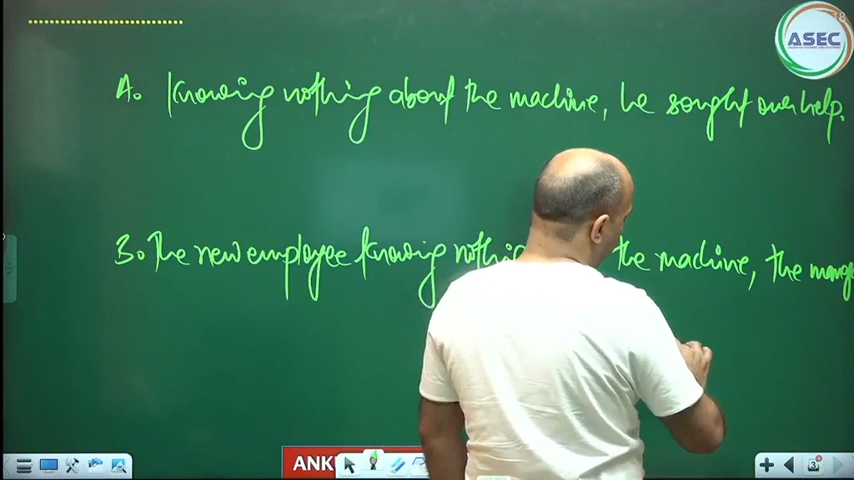 ASEC
A. Knowing nothing about the machine, he sought our help.
B. The new employee knowing nothing the machine, the
ANK